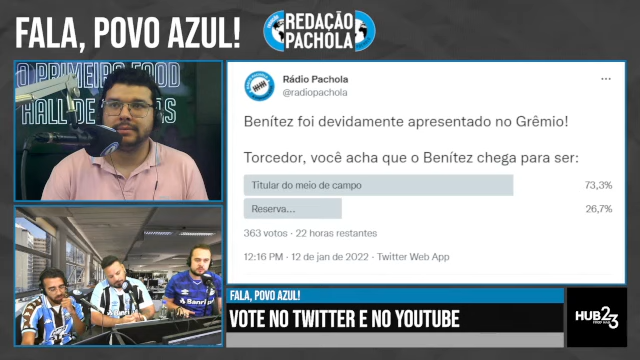 FALA, POVO AZUL!
REDAÇÃO
PACHOLA
O PRIMEIRO FOOD
HALL DE
Rádio Pachola
@radiopachola
Benítez foi devidamente apresentado no Grêmio!
Torcedor, você acha que o Benítez chega para ser:
Titular do meio de campo 73,3%
Reserva... 26,7%
363 votos · 22 horas restantes
12:16 PM · 12 de jan de 2022 · Twitter Web App
FALA, POVO AZUL!
VOTE NO TWITTER E NO YOUTUBE
HUB23